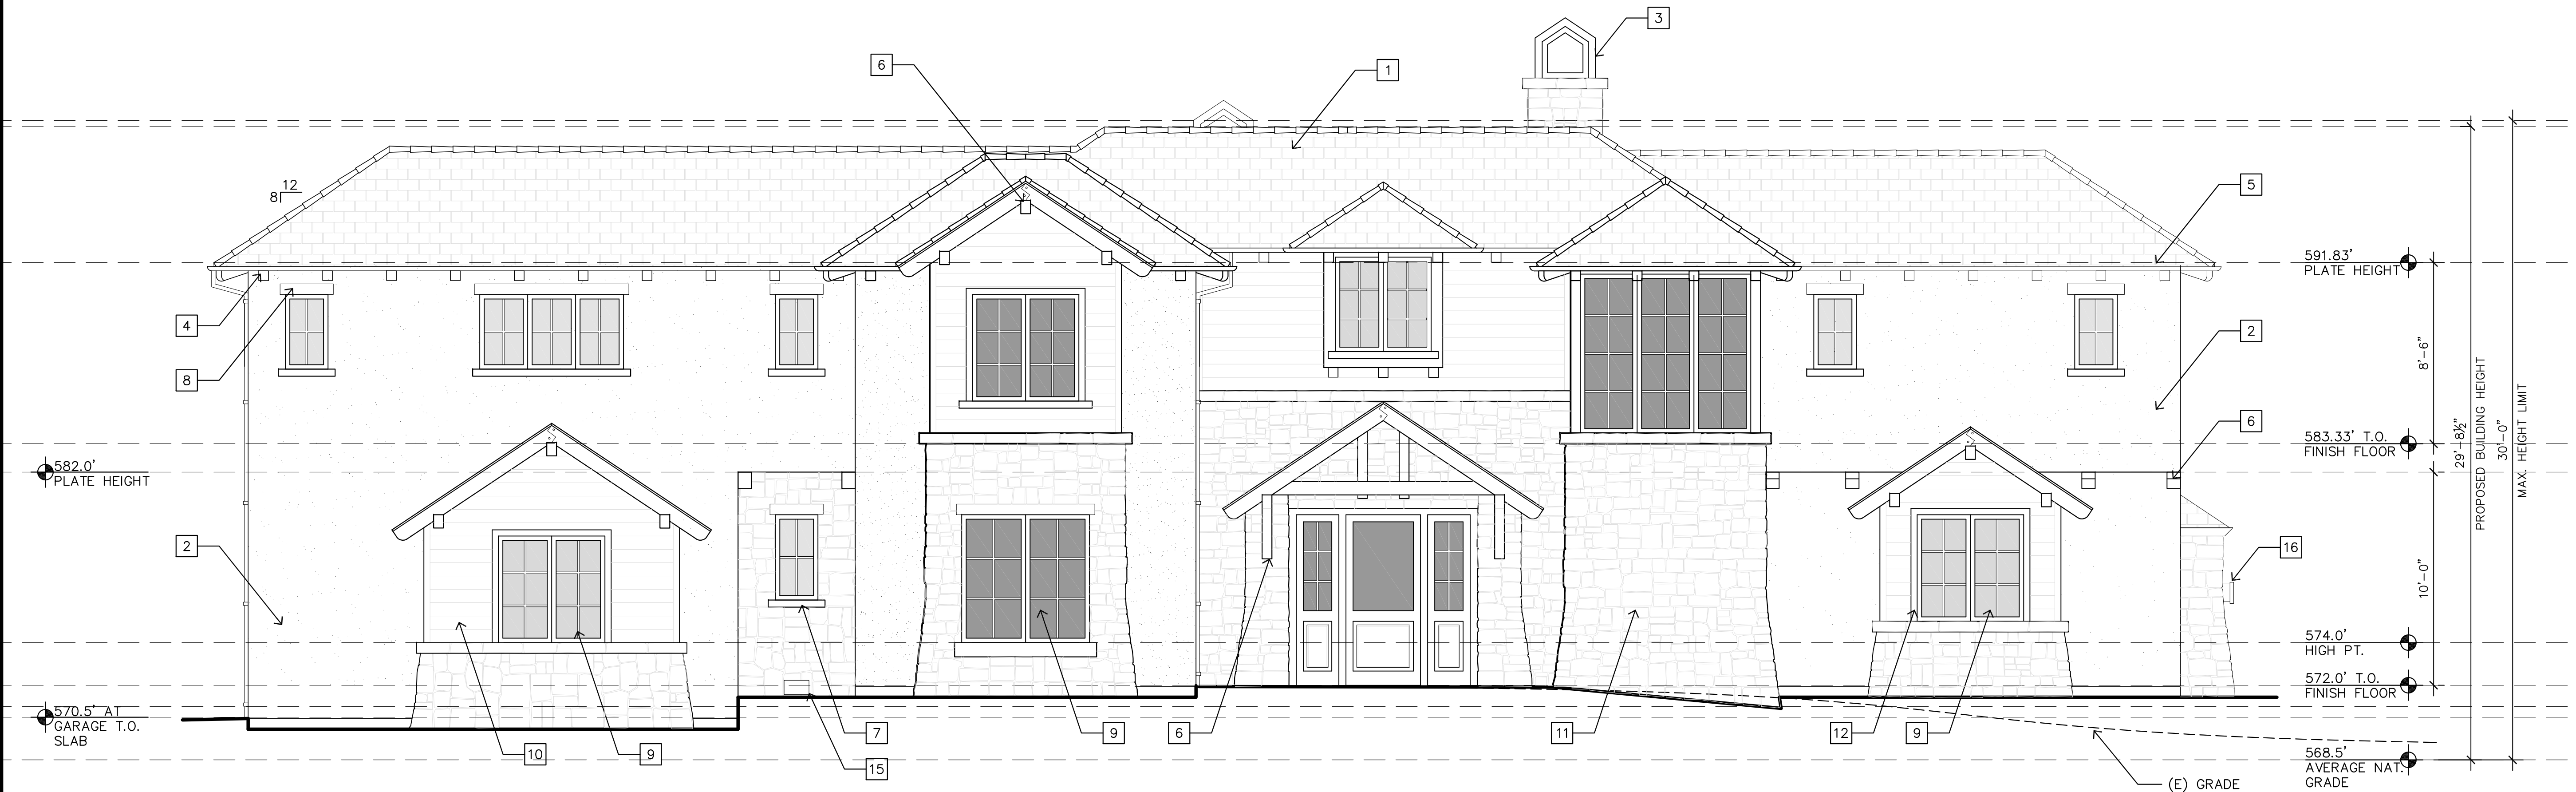 3
6
1
12
8
5
591.83'
PLATE HEIGHT
4
8
2
8'-6"
PROPOSED BUILDING HEIGHT
29'-8½"
MAX. HEIGHT LIMIT
30'-0"
583.33' T.O.
FINISH FLOOR
6
582.0'
PLATE HEIGHT
2
16
10'-0"
574.0'
HIGH PT.
572.0' T.O.
FINISH FLOOR
570.5' AT
GARAGE T.O.
SLAB
10
9
7
15
9
6
11
12
9
568.5'
AVERAGE NAT.
GRADE
(E) GRADE